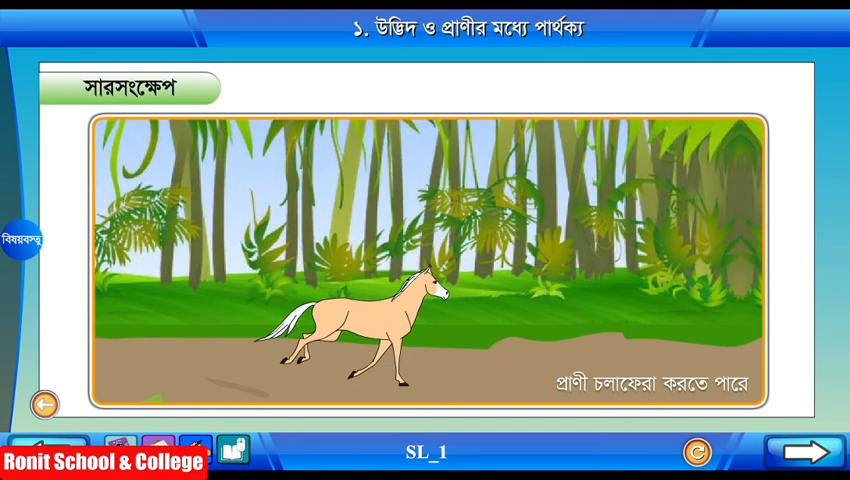 ১. উদ্ভিদ ও প্রাণীর মধ্যে পার্থক্য
সারসংক্ষেপ
বিষয়বস্তু
প্রাণী চলাফেরা করতে পারে
Ronit School & College
SL_1